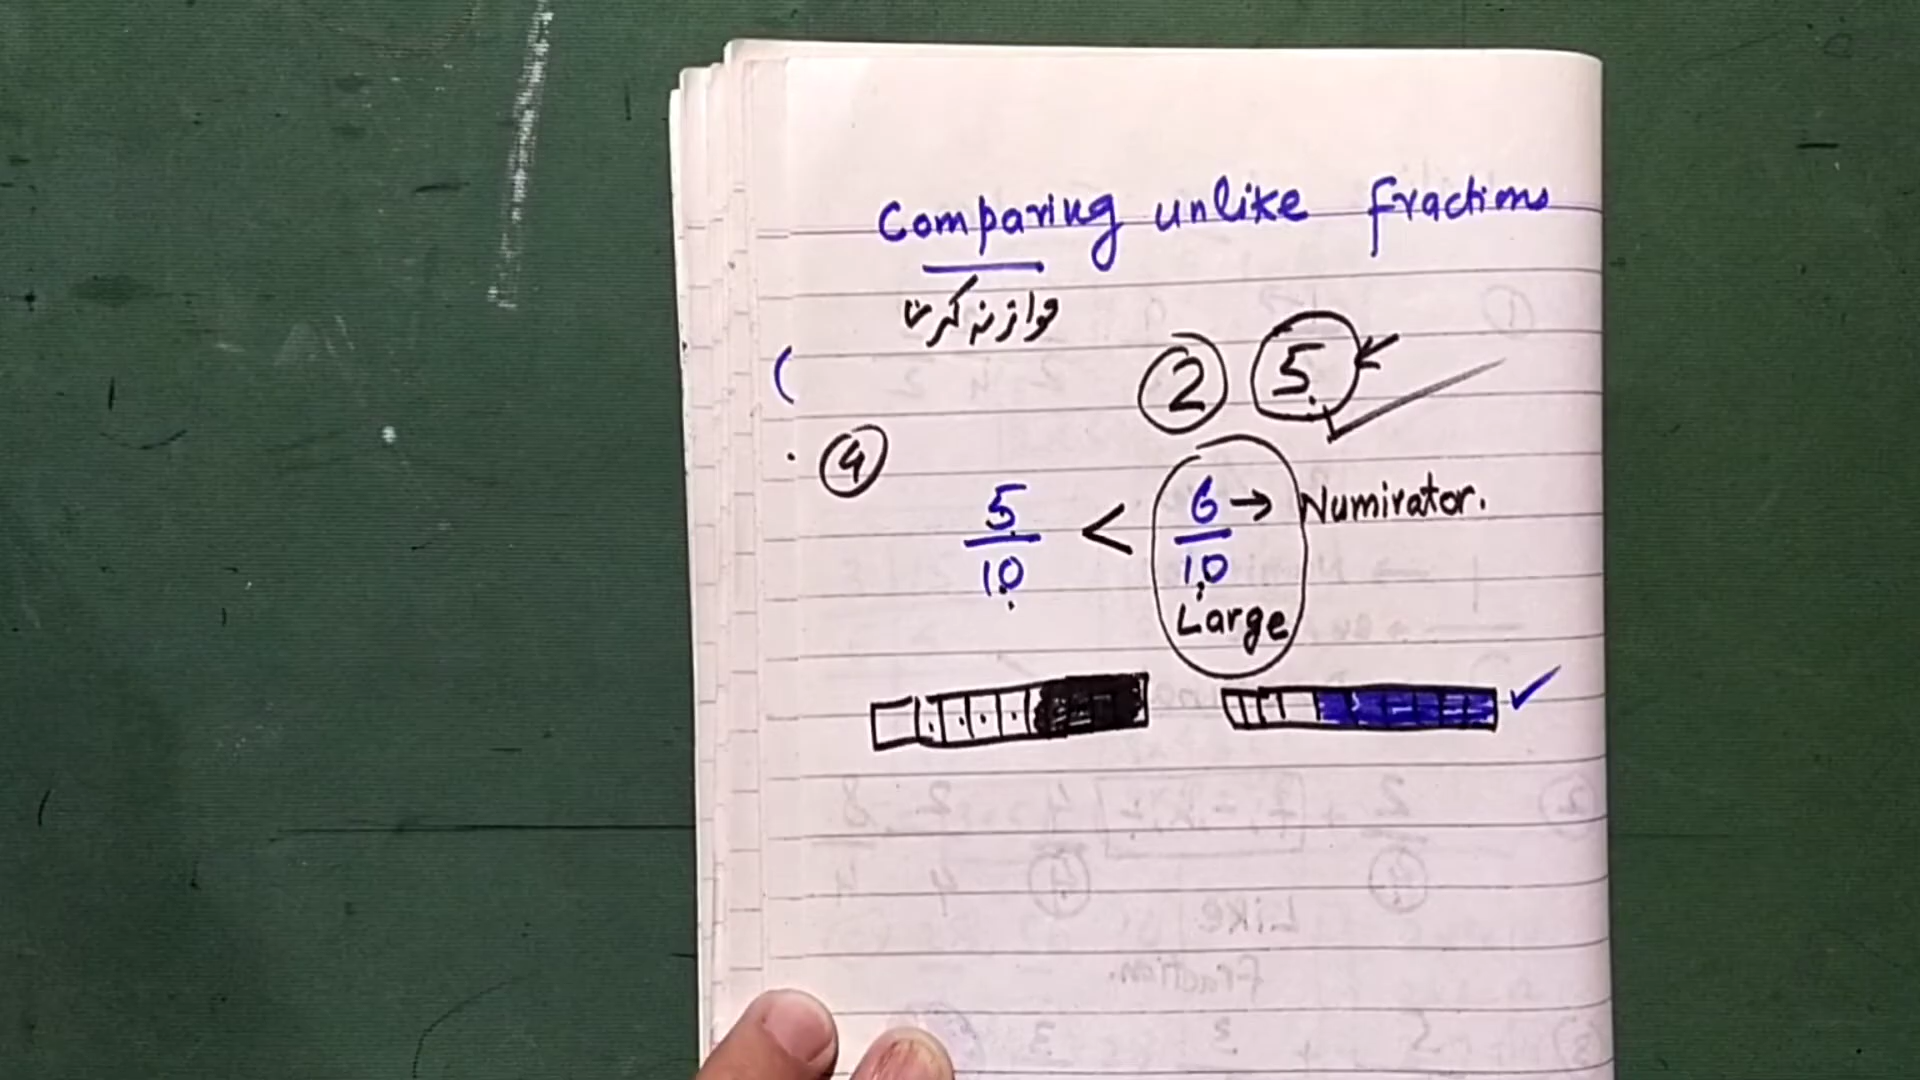 Comparing unlike fractions
موازنہ کرنا
2 5
4
5/10 < 6/10 → Numirator.
Large